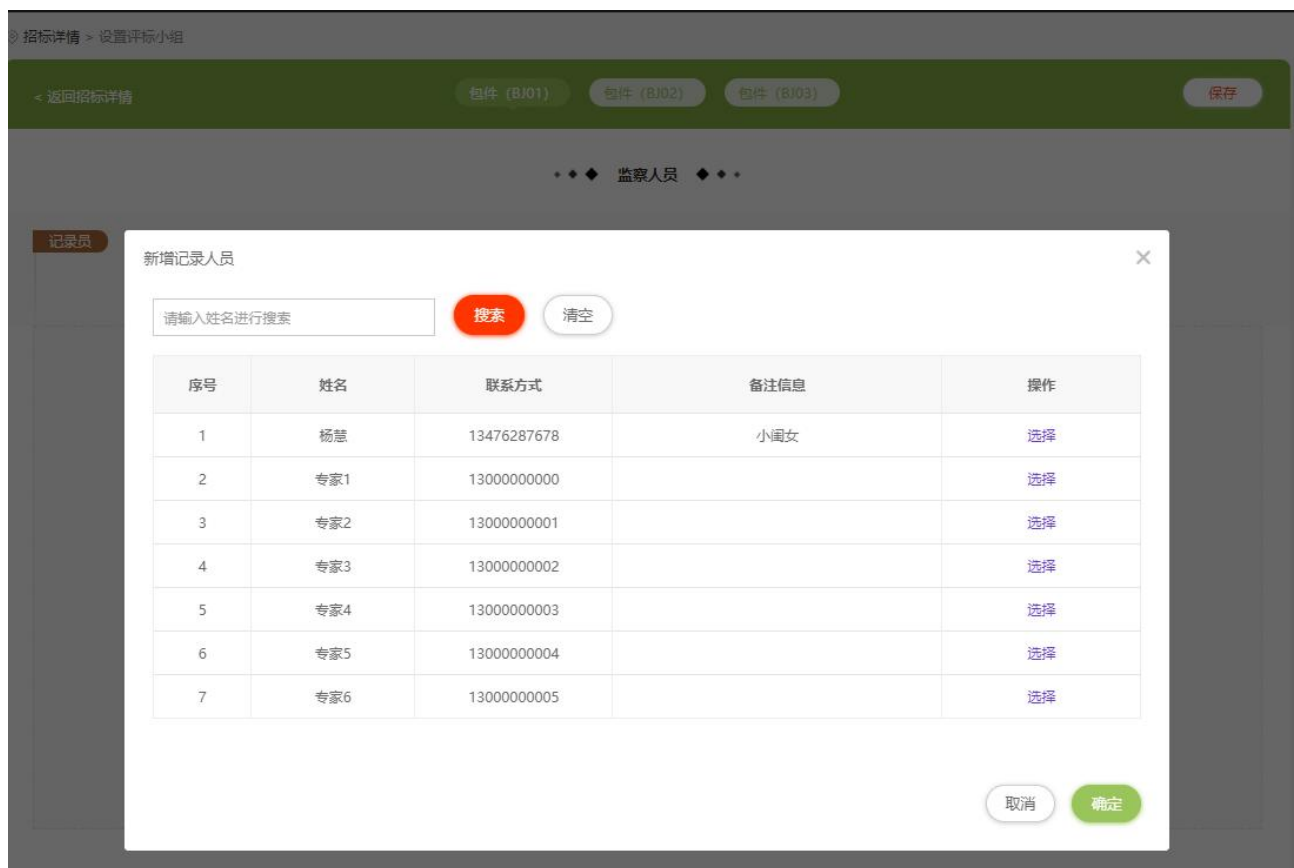 招标详情 > 设置评标小组
< 返回招标详情 包件 (BJ01) 包件 (BJ02) 包件 (BJ03) 保存
监察人员
记录员
新增记录人员
请输入姓名进行搜索 搜索 清空
序号 姓名 联系方式 备注信息 操作
1 杨慧 13476287678 小闺女 选择
2 专家1 13000000000 选择
3 专家2 13000000001 选择
4 专家3 13000000002 选择
5 专家4 13000000003 选择
6 专家5 13000000004 选择
7 专家6 13000000005 选择
取消 确定